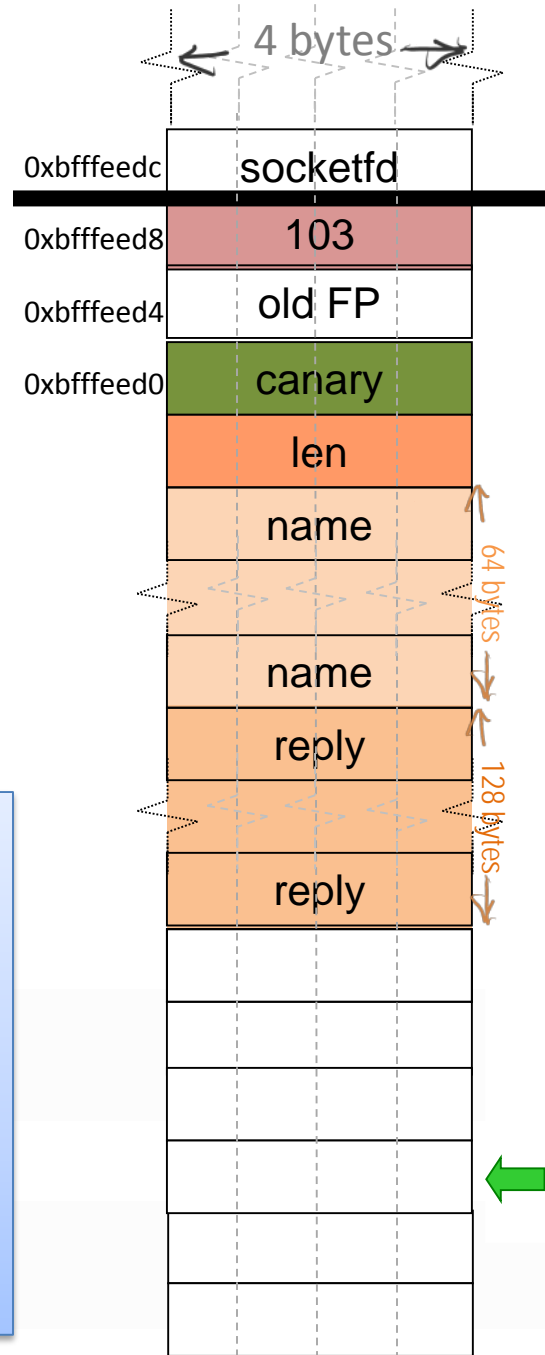 4 bytes
0xbfffeedc socketfd
0xbfffeed8 103
0xbfffeed4 old FP
0xbfffeed0 canary
len
name
64 bytes
name
reply
128 bytes
reply